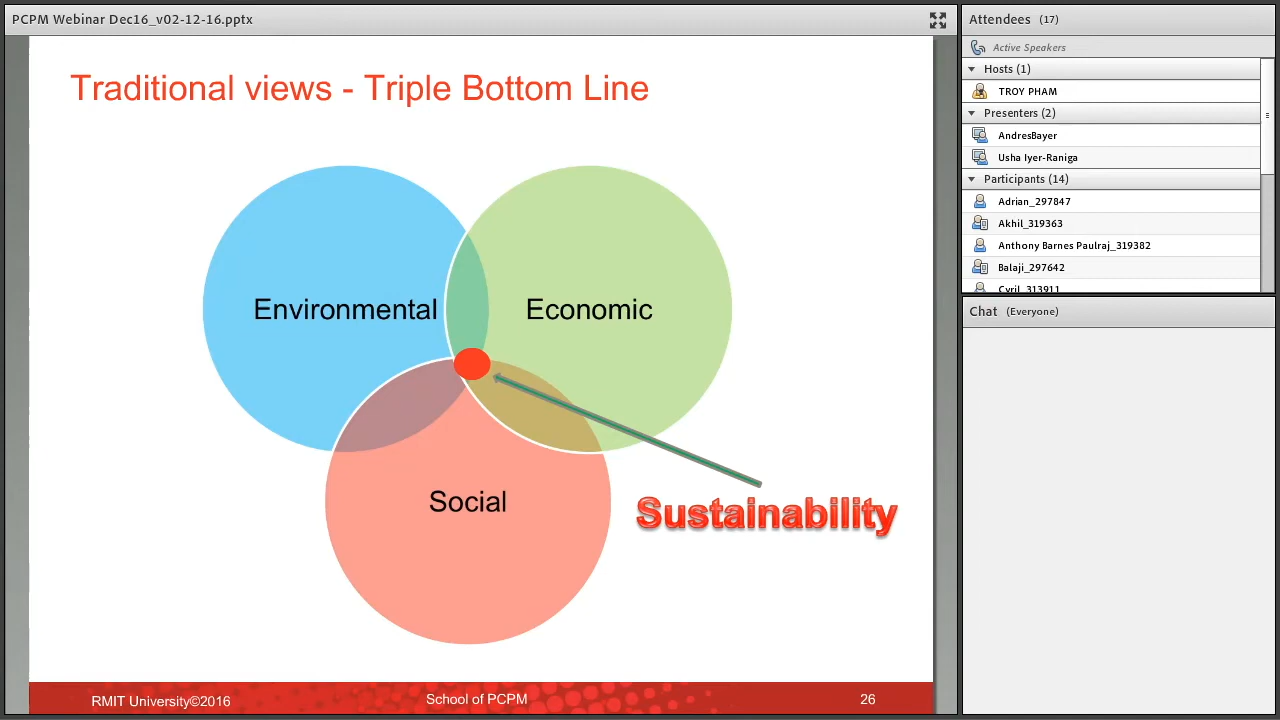 PCPM Webinar Dec16_v02-12-16.pptx
Traditional views - Triple Bottom Line
Environmental
Economic
Social
Sustainability
RMIT University©2016
School of PCPM
26
Attendees (17)
Active Speakers
Hosts (1)
TROY PHAM
Presenters (2)
AndresBayer
Usha Iyer-Raniga
Participants (14)
Adrian_297847
Akhil_319363
Anthony Barnes Paulraj_319382
Balaji_297642
Cyril_313911
Chat (Everyone)